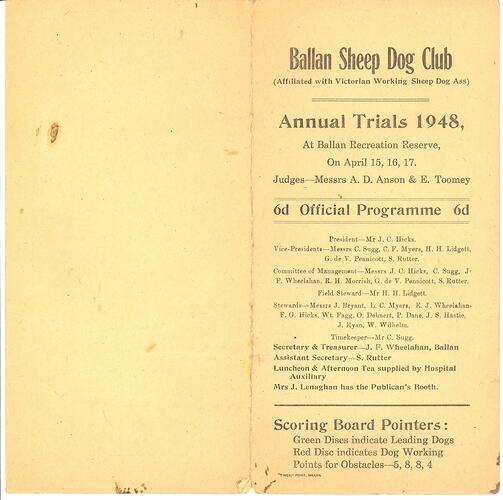 Ballan Sheep Dog Club
(Affiliated with Victorian Working Sheep Dog Ass)
Annual Trials 1948,
At Ballan Recreation Reserve,
On April 15, 16, 17.
Judges—Messrs A. D. Anson & E. Toomey
6d Official Programme 6d
President—Mr J. C. Hicks.
Vice-Presidents—Messrs C. Sugg, C. F. Myers, H. H. Lidgett,
G. de V. Pennicott, S. Rutter.
Committee of Management—Messrs J. C. Hicks, C. Sugg, J.
F. Wheelahan, R. H. Morrish, G. de V. Pennicott, S. Rutter.
Field Steward—Mr H. H. Lidgett.
Stewards—Messrs J. Bryant, L. C. Myers, E. J. Wheelahan,
F. G. Hicks, Wt. Fagg, O. Dehnert, P. Dane, J. S. Hastie,
J. Ryan, W. Wilhelm.
Timekeeper—Mr C. Sugg.
Secretary & Treasurer—J. F. Wheelahan, Ballan
Assistant Secretary—S. Rutter
Luncheon & Afternoon Tea supplied by Hospital
Auxiliary
Mrs J. Lenaghan has the Publican's Booth.
Scoring Board Pointers:
Green Discs indicate Leading Dogs
Red Disc indicates Dog Working
Points for Obstacles—5, 8, 8, 4